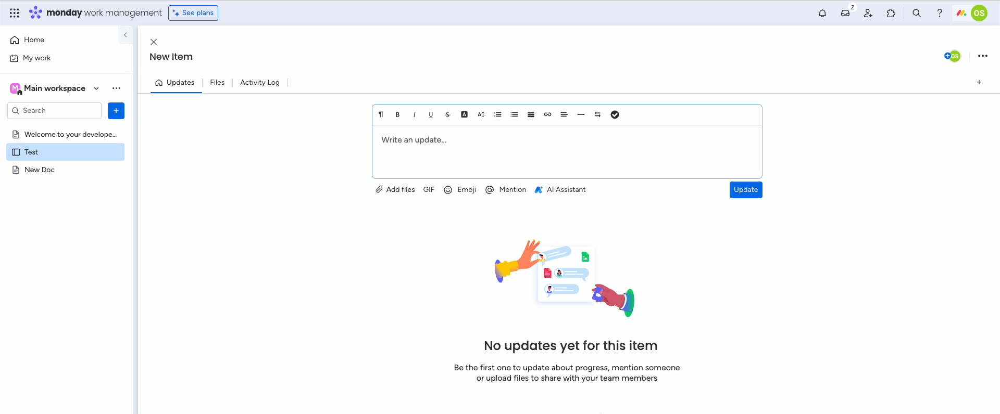 monday work management
See plans
2
OS
Home
My work
New Item
OS
M
Main workspace
Updates
Files
Activity Log
+
Search
+
B I U S A A
Write an update...
Welcome to your develope...
Test
New Doc
Add files
GIF
Emoji
Mention
AI Assistant
Update
No updates yet for this item
Be the first one to update about progress, mention someone
or upload files to share with your team members